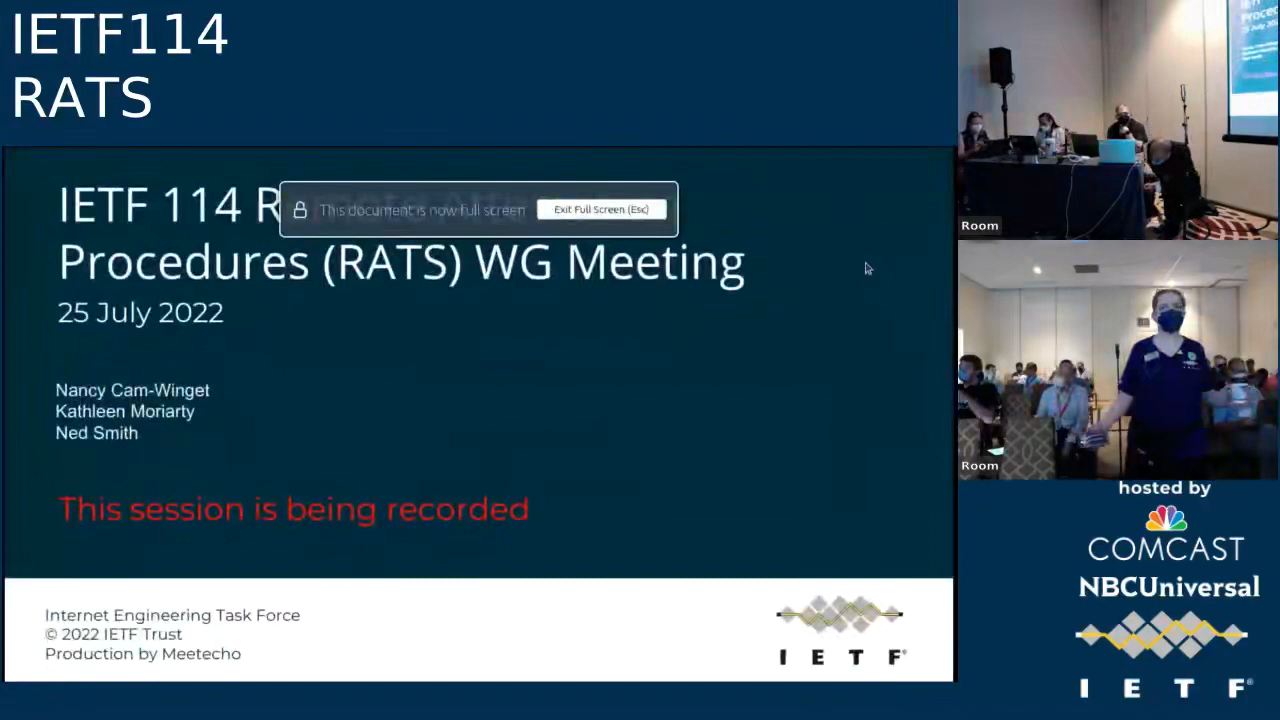 IETF114
RATS
IETF 114 R
This document is now full screen
Exit Full Screen (Esc)
Procedures (RATS) WG Meeting
25 July 2022
Nancy Cam-Winget
Kathleen Moriarty
Ned Smith
This session is being recorded
Internet Engineering Task Force
© 2022 IETF Trust
Production by Meetecho
I E T F®
Room
Room
hosted by
COMCAST
NBCUniversal
I E T F®